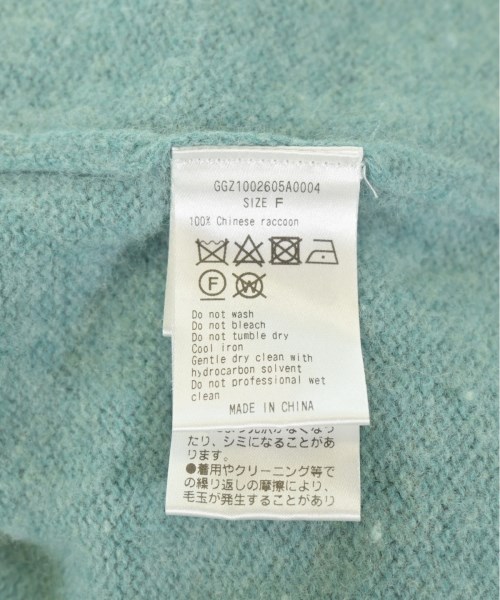 GGZ1002605A0004
SIZE F
100% Chinese raccoon
F W
Do not wash
Do not bleach
Do not tumble dry
Cool iron
Gentle dry clean with
hydrocarbon solvent
Do not professional wet
clean
MADE IN CHINA
たり、シミになることがあ
ります。
●着用やクリーニング等で
の繰り返しの摩擦により、
毛玉が発生することがあり